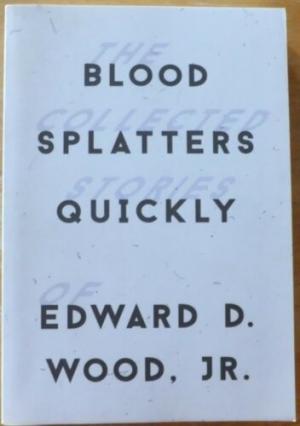 THE
BLOOD
COLLECTED
SPLATTERS
STORIES
QUICKLY
OF
EDWARD D.
WOOD, JR.